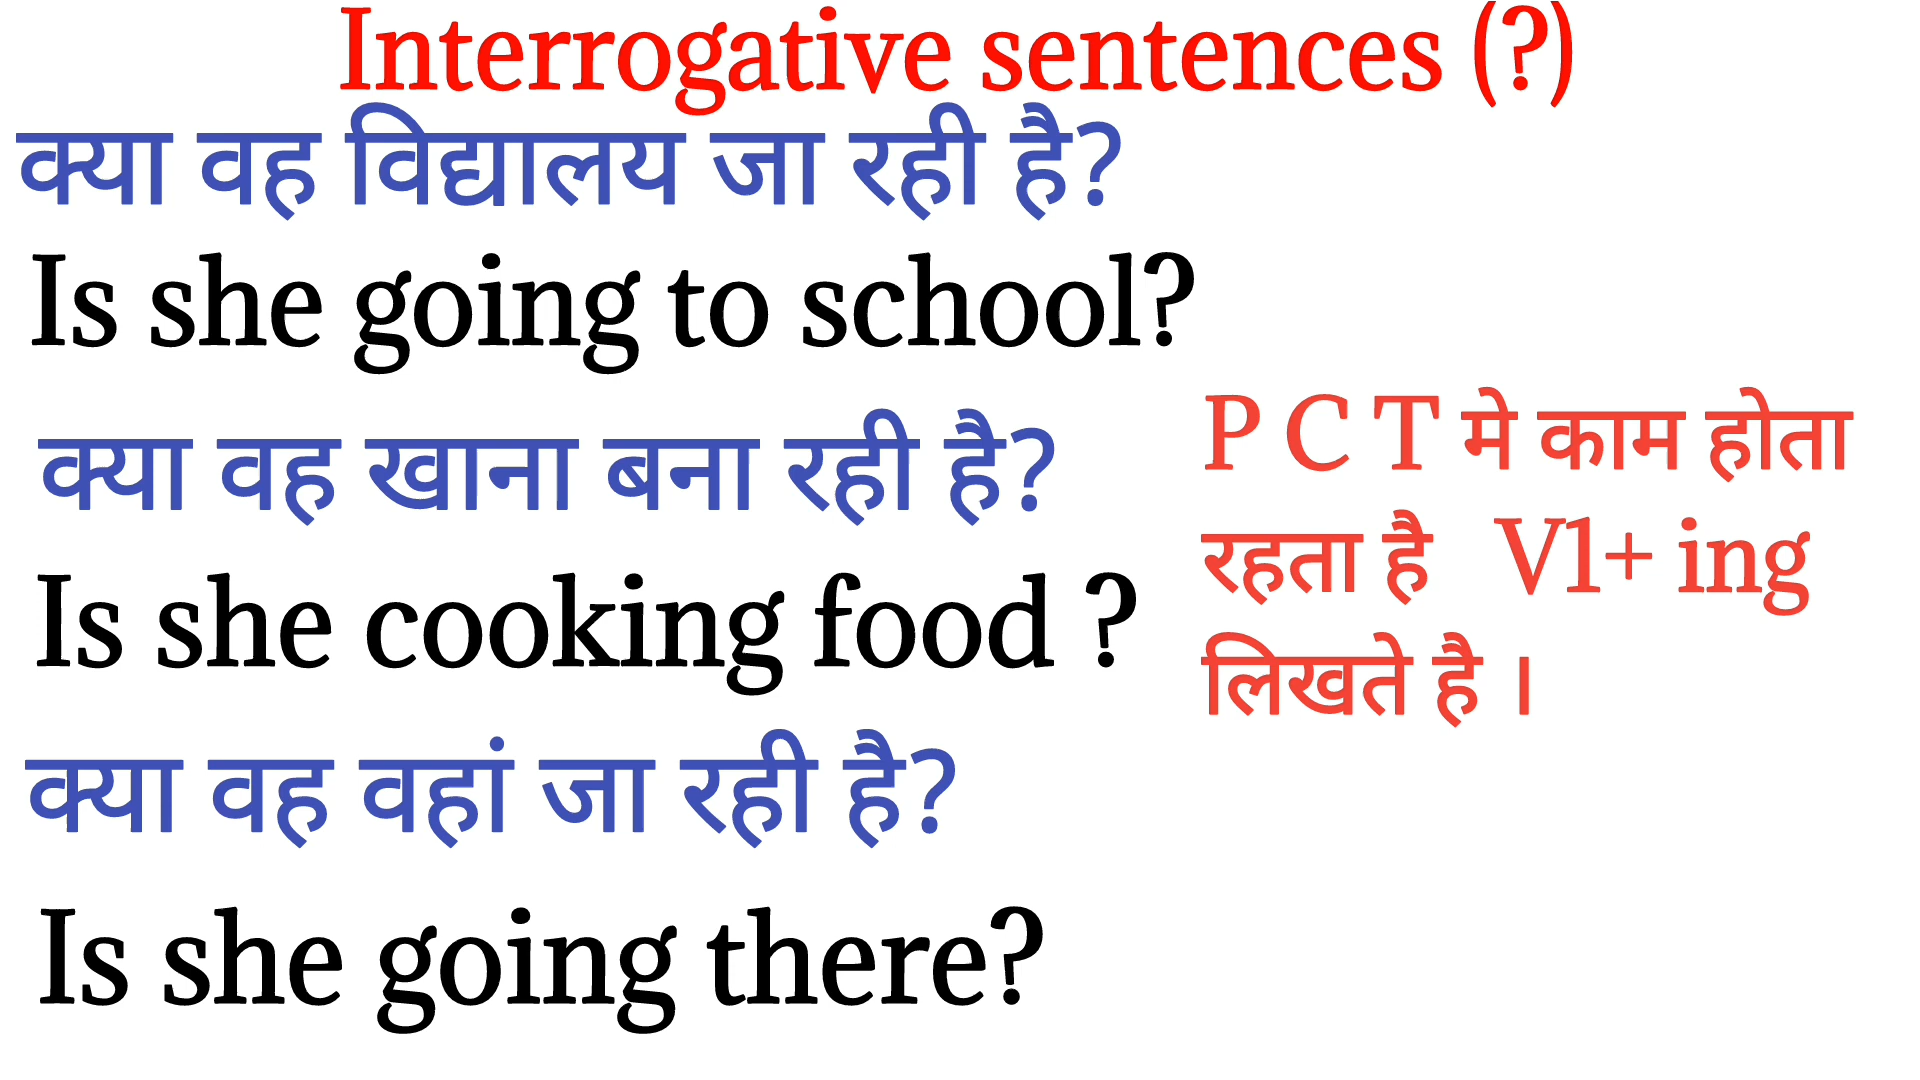 Interrogative sentences (?)
क्या वह विद्यालय जा रही है?
Is she going to school?
क्या वह खाना बना रही है?
Is she cooking food ?
क्या वह वहां जा रही है?
Is she going there?
P C T मे काम होता
रहता है V1+ ing
लिखते है ।